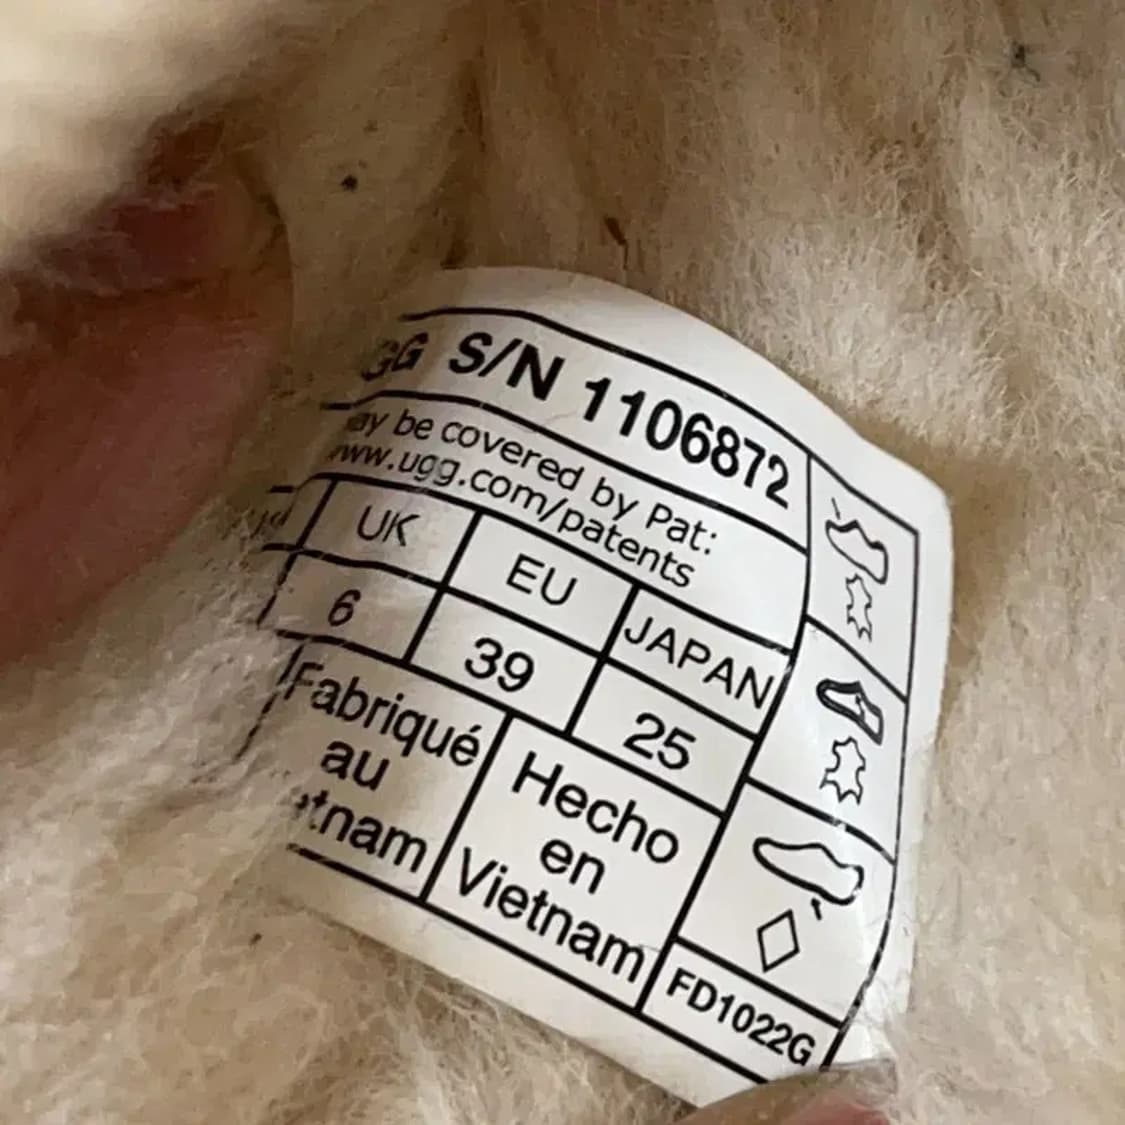 S/N 1106872
be covered by Pat:
www.ugg.com/patents
UK EU JAPAN
6 39 25
Fabriqué
au
Hecho
en
Vietnam
FD1022G